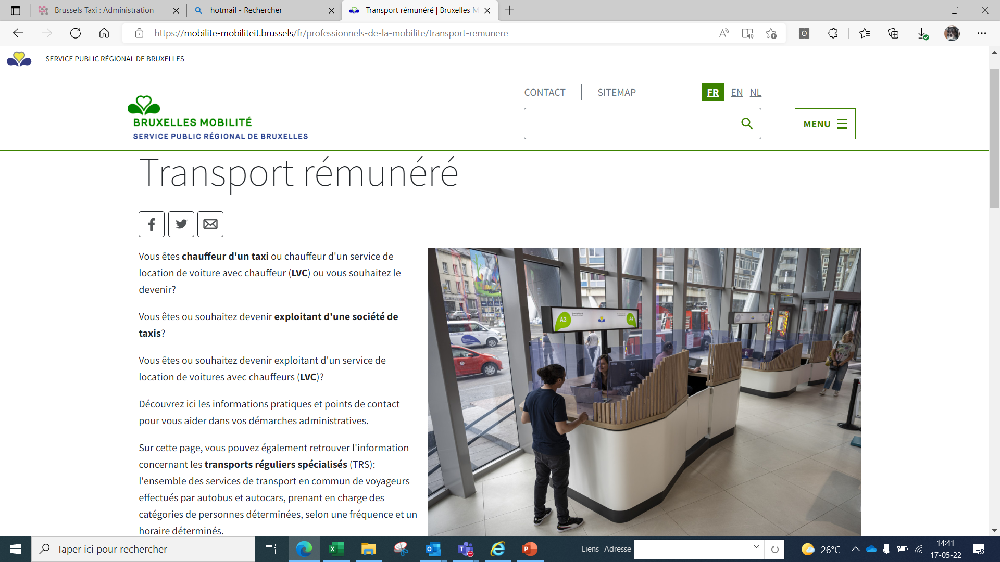 Brussels Taxi : Administration
hotmail - Rechercher
Transport rémunéré | Bruxelles M
https://mobilite-mobiliteit.brussels/fr/professionnels-de-la-mobilite/transport-remunere
SERVICE PUBLIC RÉGIONAL DE BRUXELLES
CONTACT
SITEMAP
FR
EN
NL
BRUXELLES MOBILITÉ
SERVICE PUBLIC RÉGIONAL DE BRUXELLES
MENU
Transport rémunéré
Vous êtes chauffeur d'un taxi ou chauffeur d'un service de
location de voiture avec chauffeur (LVC) ou vous souhaitez le
devenir?
Vous êtes ou souhaitez devenir exploitant d'une société de
taxis?
Vous êtes ou souhaitez devenir exploitant d'un service de
location de voitures avec chauffeurs (LVC)?
Découvrez ici les informations pratiques et points de contact
pour vous aider dans vos démarches administratives.
Sur cette page, vous pouvez également retrouver l'information
concernant les transports réguliers spécialisés (TRS):
l'ensemble des services de transport en commun de voyageurs
effectués par autobus et autocars, prenant en charge des
catégories de personnes déterminées, selon une fréquence et un
horaire déterminés.
A3
A4
Taper ici pour rechercher
Liens
Adresse
26°C
14:41
17-05-22